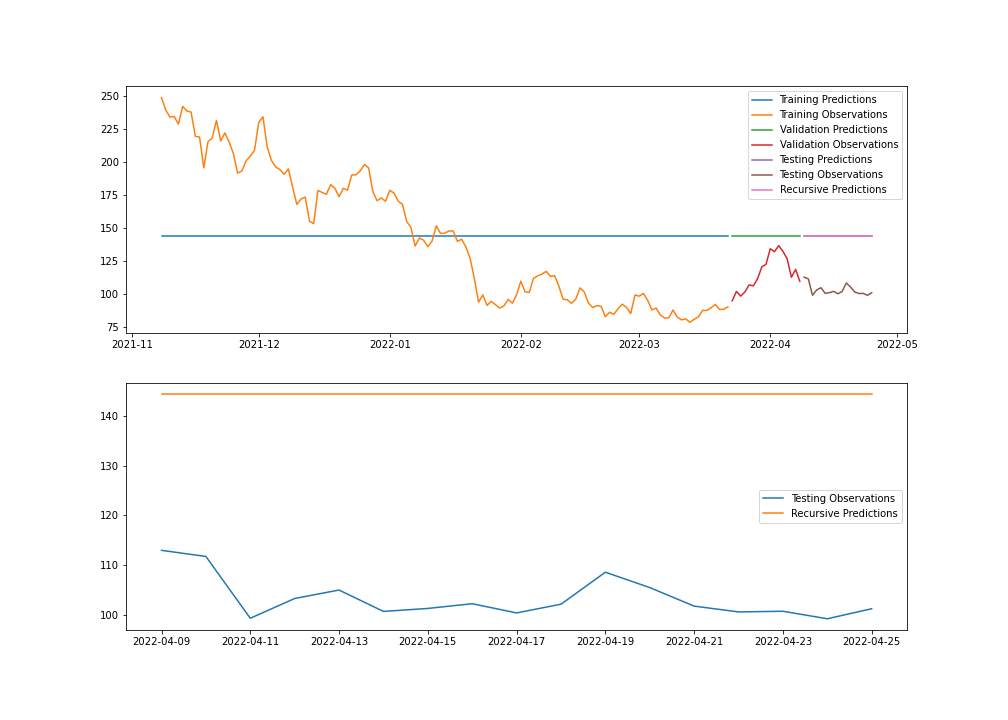 250
225
200
175
150
125
100
75
2021-11 2021-12 2022-01 2022-02 2022-03 2022-04 2022-05
Training Predictions
Training Observations
Validation Predictions
Validation Observations
Testing Predictions
Testing Observations
Recursive Predictions
140
130
120
110
100
2022-04-09 2022-04-11 2022-04-13 2022-04-15 2022-04-17 2022-04-19 2022-04-21 2022-04-23 2022-04-25
Testing Observations
Recursive Predictions